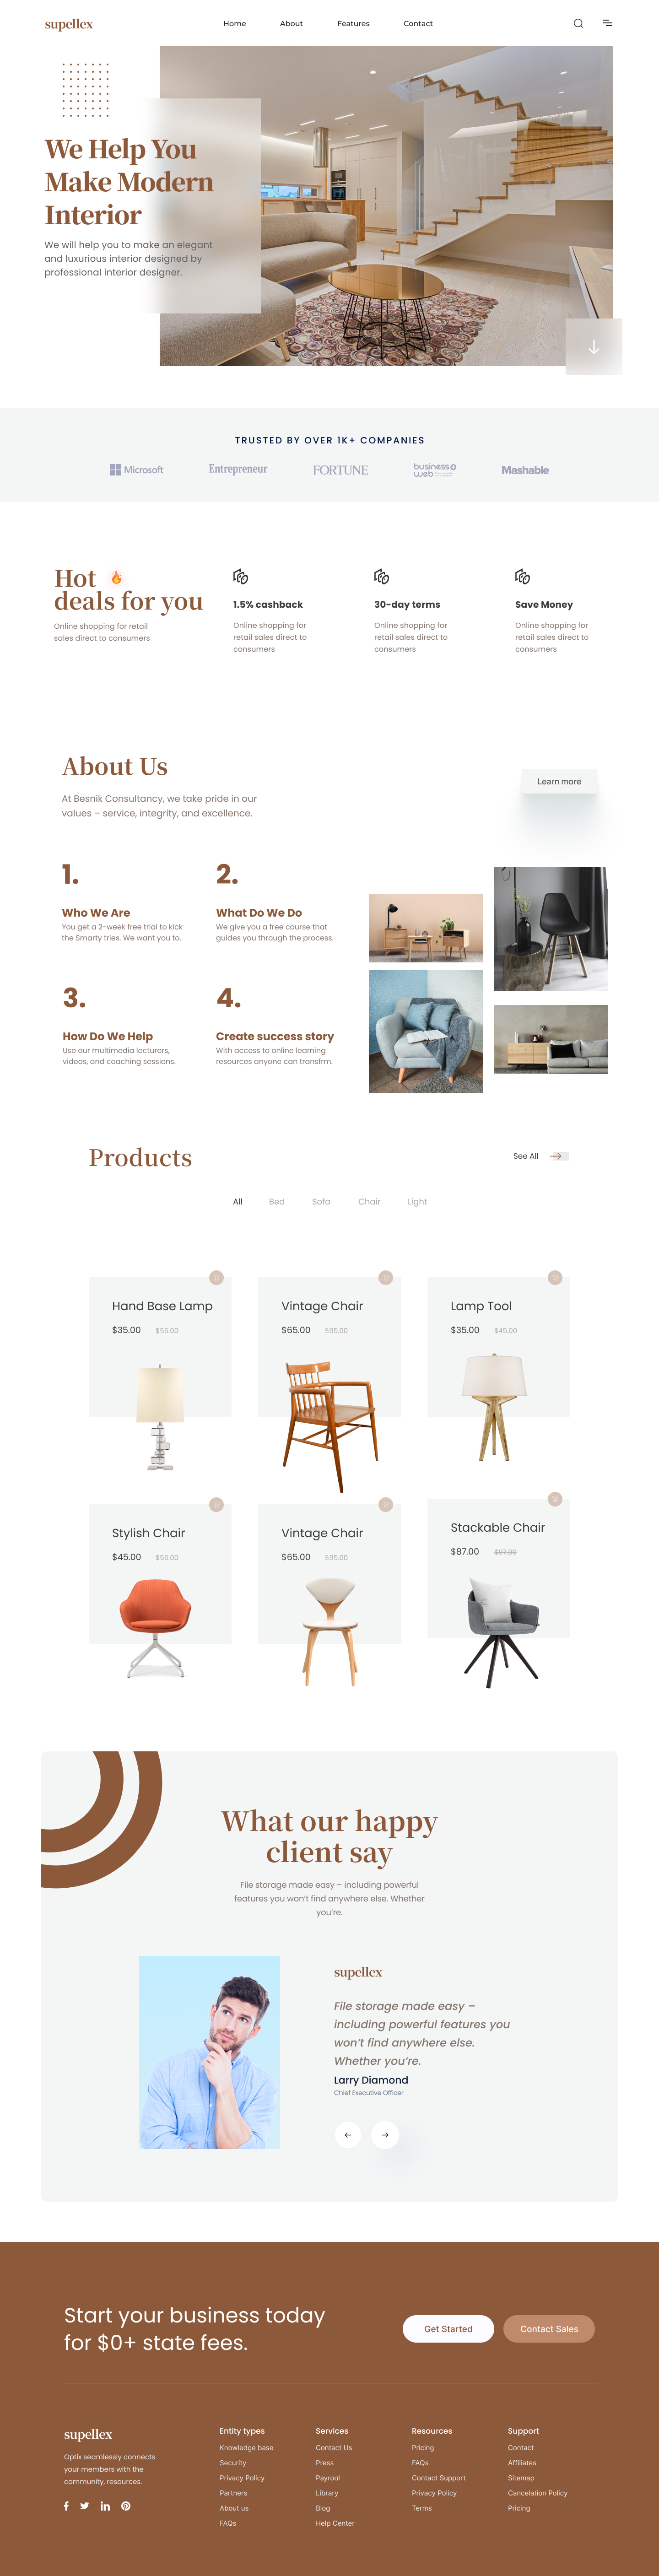 supellex
Home
About
Features
Contact
We Help You
Make Modern
Interior
We will help you to make an elegant
and luxurious interior designed by
professional interior designer.
TRUSTED BY OVER 1K+ COMPANIES
Microsoft
Entrepreneur
FORTUNE
business
web
Mashable
Hot
deals for you
Online shopping for retail
sales direct to consumers
1.5% cashback
Online shopping for
retail sales direct to
consumers
30-day terms
Online shopping for
retail sales direct to
consumers
Save Money
Online shopping for
retail sales direct to
consumers
About Us
At Besnik Consultancy, we take pride in our
values – service, integrity, and excellence.
Learn more
1.
Who We Are
You get a 2-week free trial to kick
the Smarty tries. We want you to.
2.
What Do We Do
We give you a free course that
guides you through the process.
3.
How Do We Help
Use our multimedia lecturers,
videos, and coaching sessions.
4.
Create success story
With access to online learning
resources anyone can transfrm.
Products
See All
All
Bed
Sofa
Chair
Light
Hand Base Lamp
$35.00
$55.00
Vintage Chair
$65.00
$95.00
Lamp Tool
$35.00
$45.00
Stylish Chair
$45.00
$55.00
Vintage Chair
$65.00
$95.00
Stackable Chair
$87.00
$97.00
What our happy
client say
File storage made easy – including powerful
features you won't find anywhere else. Whether
you're.
supellex
File storage made easy –
including powerful features you
won't find anywhere else.
Whether you're.
Larry Diamond
Chief Executive Officer
Start your business today
for $0+ state fees.
Get Started
Contact Sales
supellex
Optix seamlessly connects
your members with the
community, resources.
Entity types
Knowledge base
Security
Privacy Policy
Partners
About us
FAQs
Services
Contact Us
Press
Payrool
Library
Blog
Help Center
Resources
Pricing
FAQs
Contact Support
Privacy Policy
Terms
Support
Contact
Affiliates
Sitemap
Cancelation Policy
Pricing